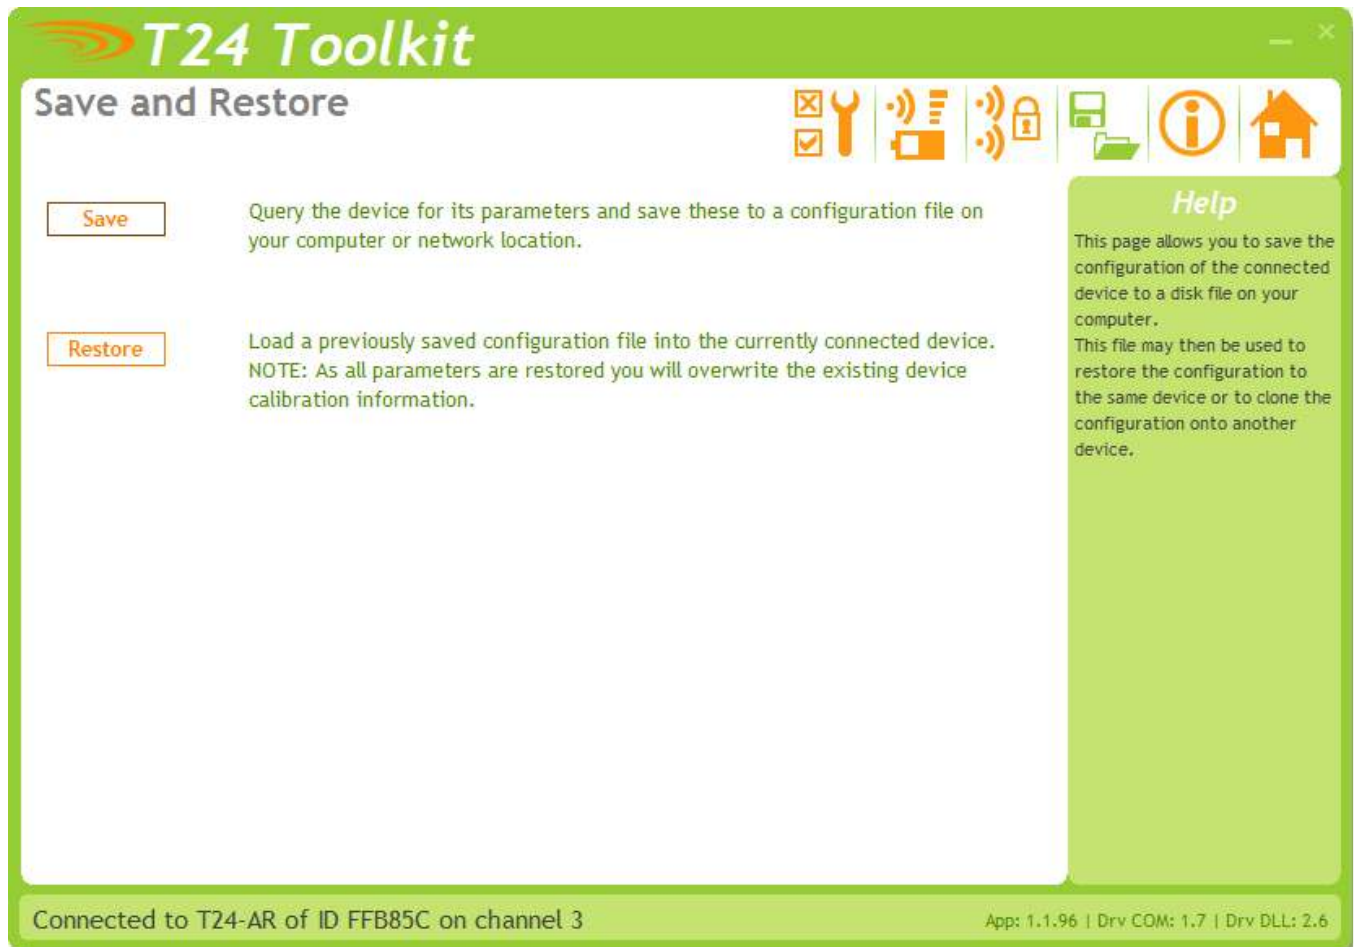 T24 Toolkit
Save and Restore
Save
Query the device for its parameters and save these to a configuration file on
your computer or network location.
Restore
Load a previously saved configuration file into the currently connected device.
NOTE: As all parameters are restored you will overwrite the existing device
calibration information.
Help
This page allows you to save the
configuration of the connected
device to a disk file on your
computer.
This file may then be used to
restore the configuration to
the same device or to clone the
configuration onto another
device.
Connected to T24-AR of ID FFB85C on channel 3
App: 1.1.96 | Drv COM: 1.7 | Drv DLL: 2.6